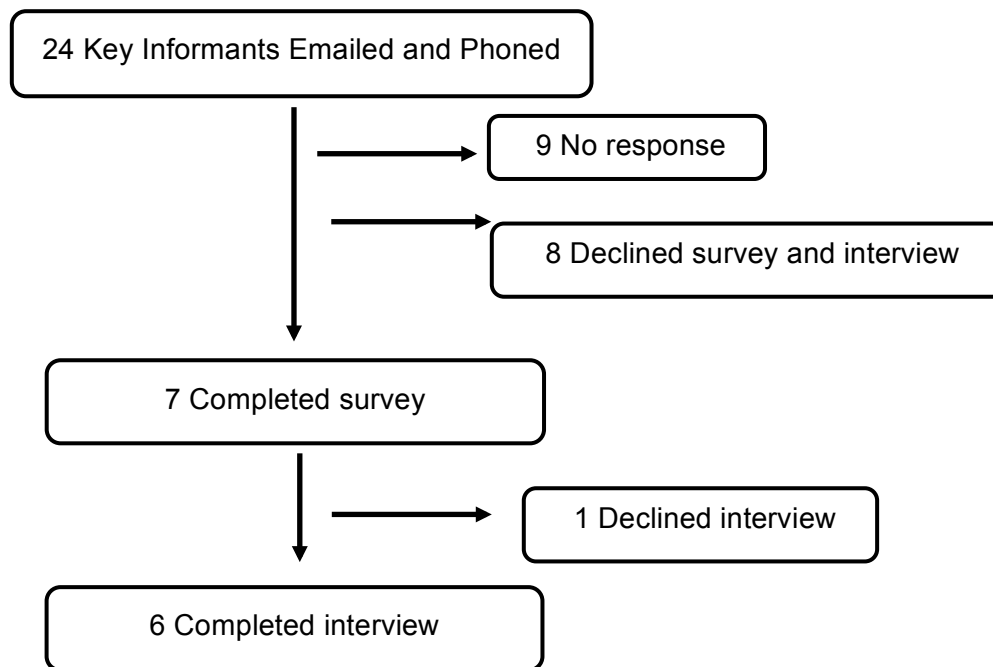 24 Key Informants Emailed and Phoned
9 No response
8 Declined survey and interview
7 Completed survey
1 Declined interview
6 Completed interview